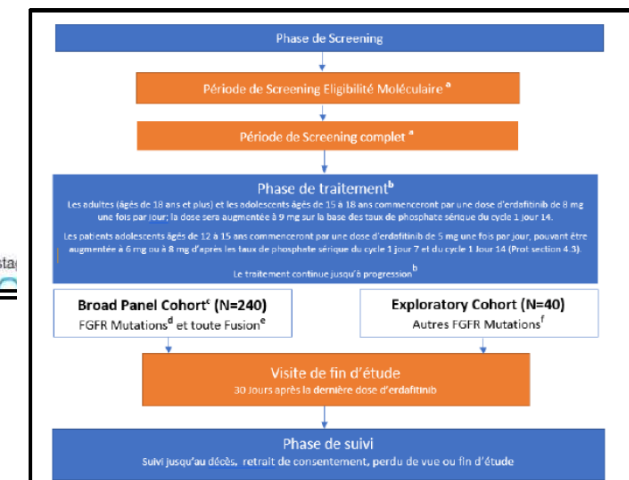 Phase de Screening
Période de Screening Eligibilité Moléculaire a
Période de Screening complet a
Phase de traitement b
Les adultes (âgés de 18 ans et plus) et les adolescents âgés de 15 à 18 ans commenceront par une dose d'erdafitinib de 8 mg
une fois par jour; la dose sera augmentée à 9 mg sur la base des taux de phosphate sérique du cycle 1 jour 14.
Les patients adolescents âgés de 12 à 15 ans commenceront par une dose d'erdafitinib de 5 mg une fois par jour, pouvant être
augmentée à 6 mg ou à 8 mg d'après les taux de phosphate sérique du cycle 1 jour 7 et du cycle 1 Jour 14 (Prot section 4.3).
Le traitement continue jusqu'à progression b
Broad Panel Cohort c (N=240)
FGFR Mutations d et toute Fusion e
Exploratory Cohort (N=40)
Autres FGFR Mutations f
Visite de fin d'étude
30 Jours après la dernière dose d'erdafitinib
Phase de suivi
Suivi jusqu'au décès, retrait de consentement, perdu de vue ou fin d'étude